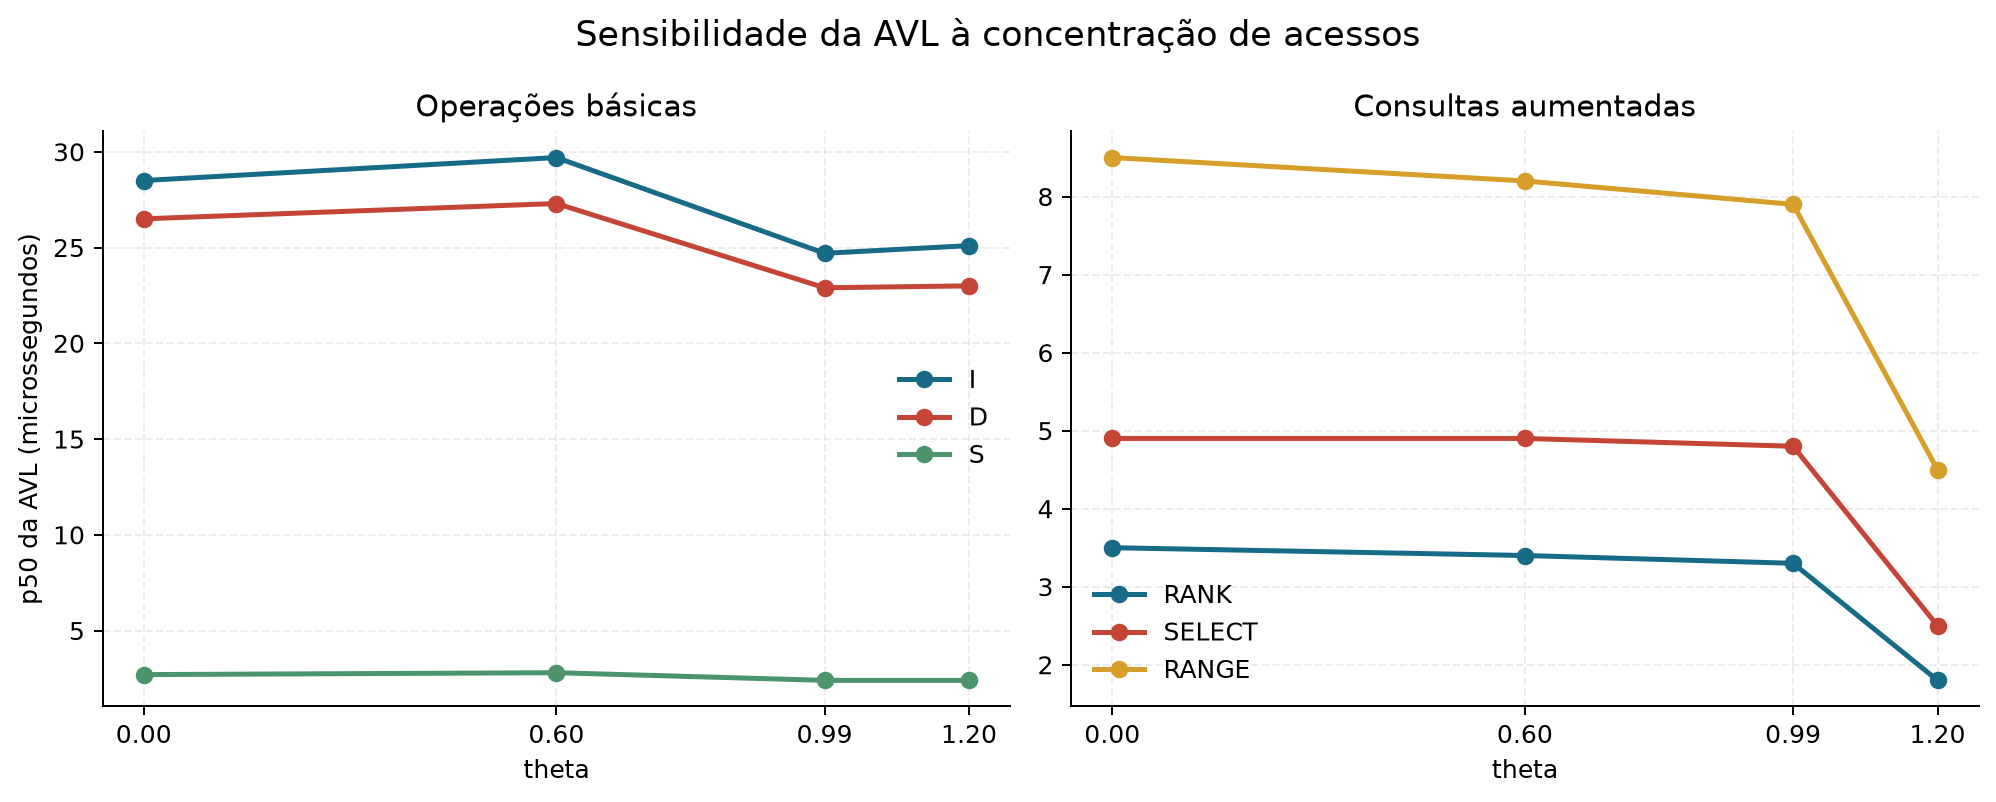 Sensibilidade da AVL à concentração de acessos
Operações básicas
p50 da AVL (microssegundos)
30
25
20
15
10
5
I
D
S
0.00 0.60 0.99 1.20
theta
Consultas aumentadas
8
7
6
5
4
3
2
RANK
SELECT
RANGE
0.00 0.60 0.99 1.20
theta